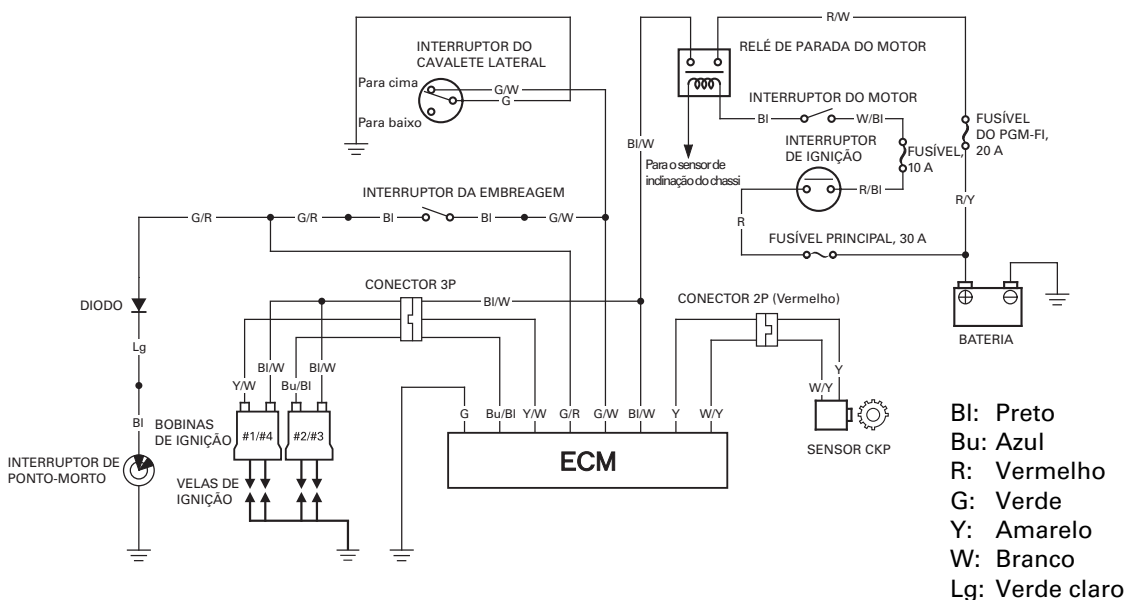 R/W
INTERRUPTOR DO
CAVALETE LATERAL
RELÉ DE PARADA DO MOTOR
Para cima
G/W
G
Para baixo
INTERRUPTOR DO MOTOR
Bl
W/Bl
FUSÍVEL
DO PGM-FI,
20 A
INTERRUPTOR
DE IGNIÇÃO
FUSÍVEL,
10 A
Bl/W
Para o sensor de
inclinação do chassi
R/Bl
R/Y
INTERRUPTOR DA EMBREAGEM
G/R
G/R
Bl
Bl
G/W
R
FUSÍVEL PRINCIPAL, 30 A
CONECTOR 3P
DIODO
Bl/W
CONECTOR 2P (Vermelho)
BATERIA
Lg
Bl/W
Bl/W
Y/W
Bu/Bl
Y
W/Y
Bl
BOBINAS
DE IGNIÇÃO
#1/#4
#2/#3
G
Bu/Bl
Y/W
G/R
G/W
Bl/W
Y
W/Y
SENSOR CKP
INTERRUPTOR DE
PONTO-MORTO
VELAS DE
IGNIÇÃO
ECM
Bl: Preto
Bu: Azul
R: Vermelho
G: Verde
Y: Amarelo
W: Branco
Lg: Verde claro